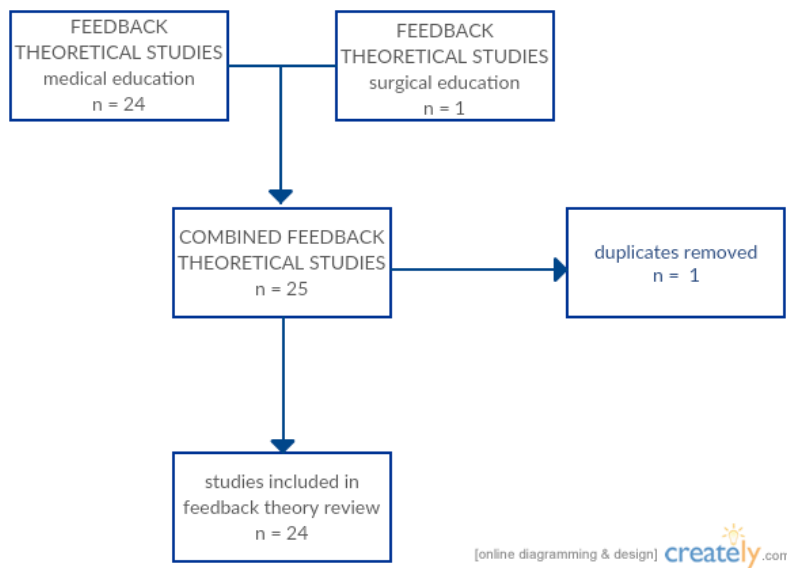 FEEDBACK
THEORETICAL STUDIES
medical education
n = 24
FEEDBACK
THEORETICAL STUDIES
surgical education
n = 1
COMBINED FEEDBACK
THEORETICAL STUDIES
n = 25
duplicates removed
n = 1
studies included in
feedback theory review
n = 24
[online diagramming & design] creately.com